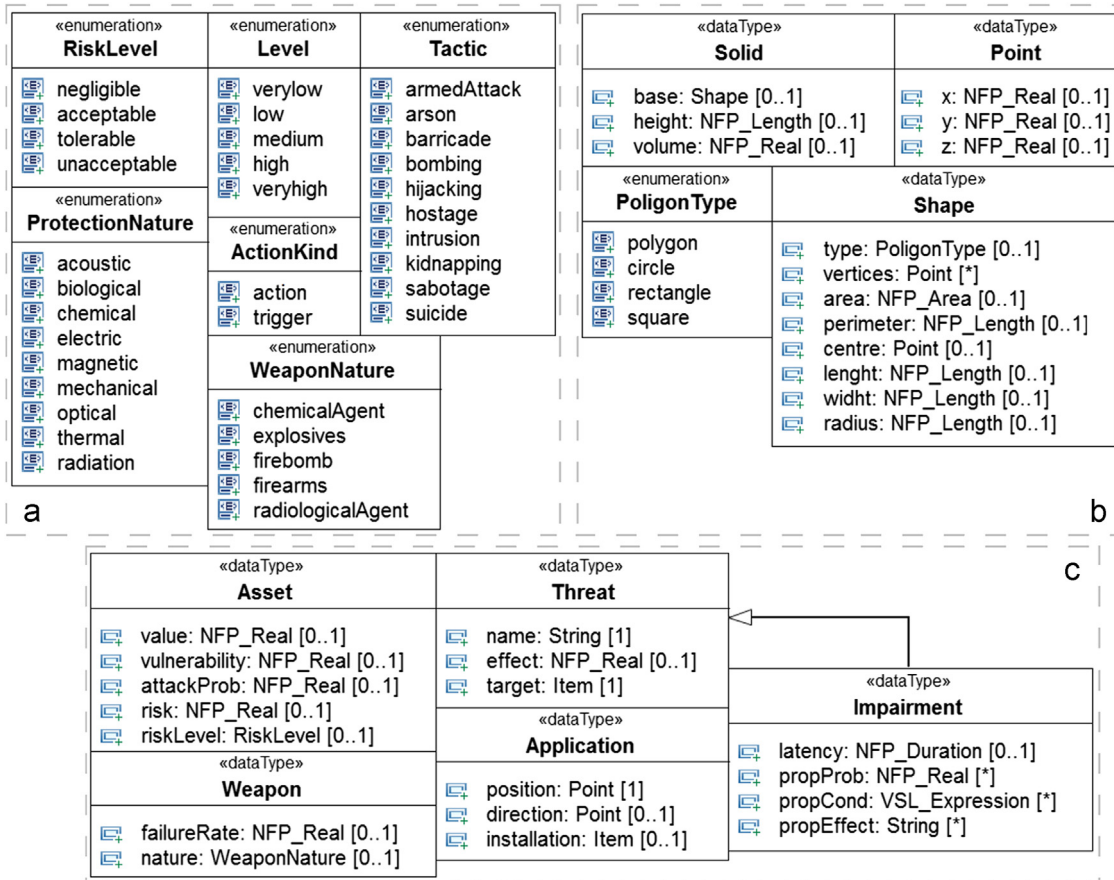 «enumeration»
RiskLevel
negligible
acceptable
tolerable
unacceptable
«enumeration»
ProtectionNature
acoustic
biological
chemical
electric
magnetic
mechanical
optical
thermal
radiation
«enumeration»
Level
verylow
low
medium
high
veryhigh
«enumeration»
ActionKind
action
trigger
«enumeration»
Tactic
armedAttack
arson
barricade
bombing
hijacking
hostage
intrusion
kidnapping
sabotage
suicide
«enumeration»
WeaponNature
chemicalAgent
explosives
firebomb
firearms
radiologicalAgent
a
«dataType»
Solid
base: Shape [0..1]
height: NFP_Length [0..1]
volume: NFP_Real [0..1]
«dataType»
Point
x: NFP_Real [0..1]
y: NFP_Real [0..1]
z: NFP_Real [0..1]
«enumeration»
PoligonType
polygon
circle
rectangle
square
«dataType»
Shape
type: PoligonType [0..1]
vertices: Point [*]
area: NFP_Area [0..1]
perimeter: NFP_Length [0..1]
centre: Point [0..1]
lenght: NFP_Length [0..1]
widht: NFP_Length [0..1]
radius: NFP_Length [0..1]
b
«dataType»
Asset
value: NFP_Real [0..1]
vulnerability: NFP_Real [0..1]
attackProb: NFP_Real [0..1]
risk: NFP_Real [0..1]
riskLevel: RiskLevel [0..1]
«dataType»
Weapon
failureRate: NFP_Real [0..1]
nature: WeaponNature [0..1]
«dataType»
Threat
name: String [1]
effect: NFP_Real [0..1]
target: Item [1]
«dataType»
Application
position: Point [1]
direction: Point [0..1]
installation: Item [0..1]
c
«dataType»
Impairment
latency: NFP_Duration [0..1]
propProb: NFP_Real [*]
propCond: VSL_Expression [*]
propEffect: String [*]